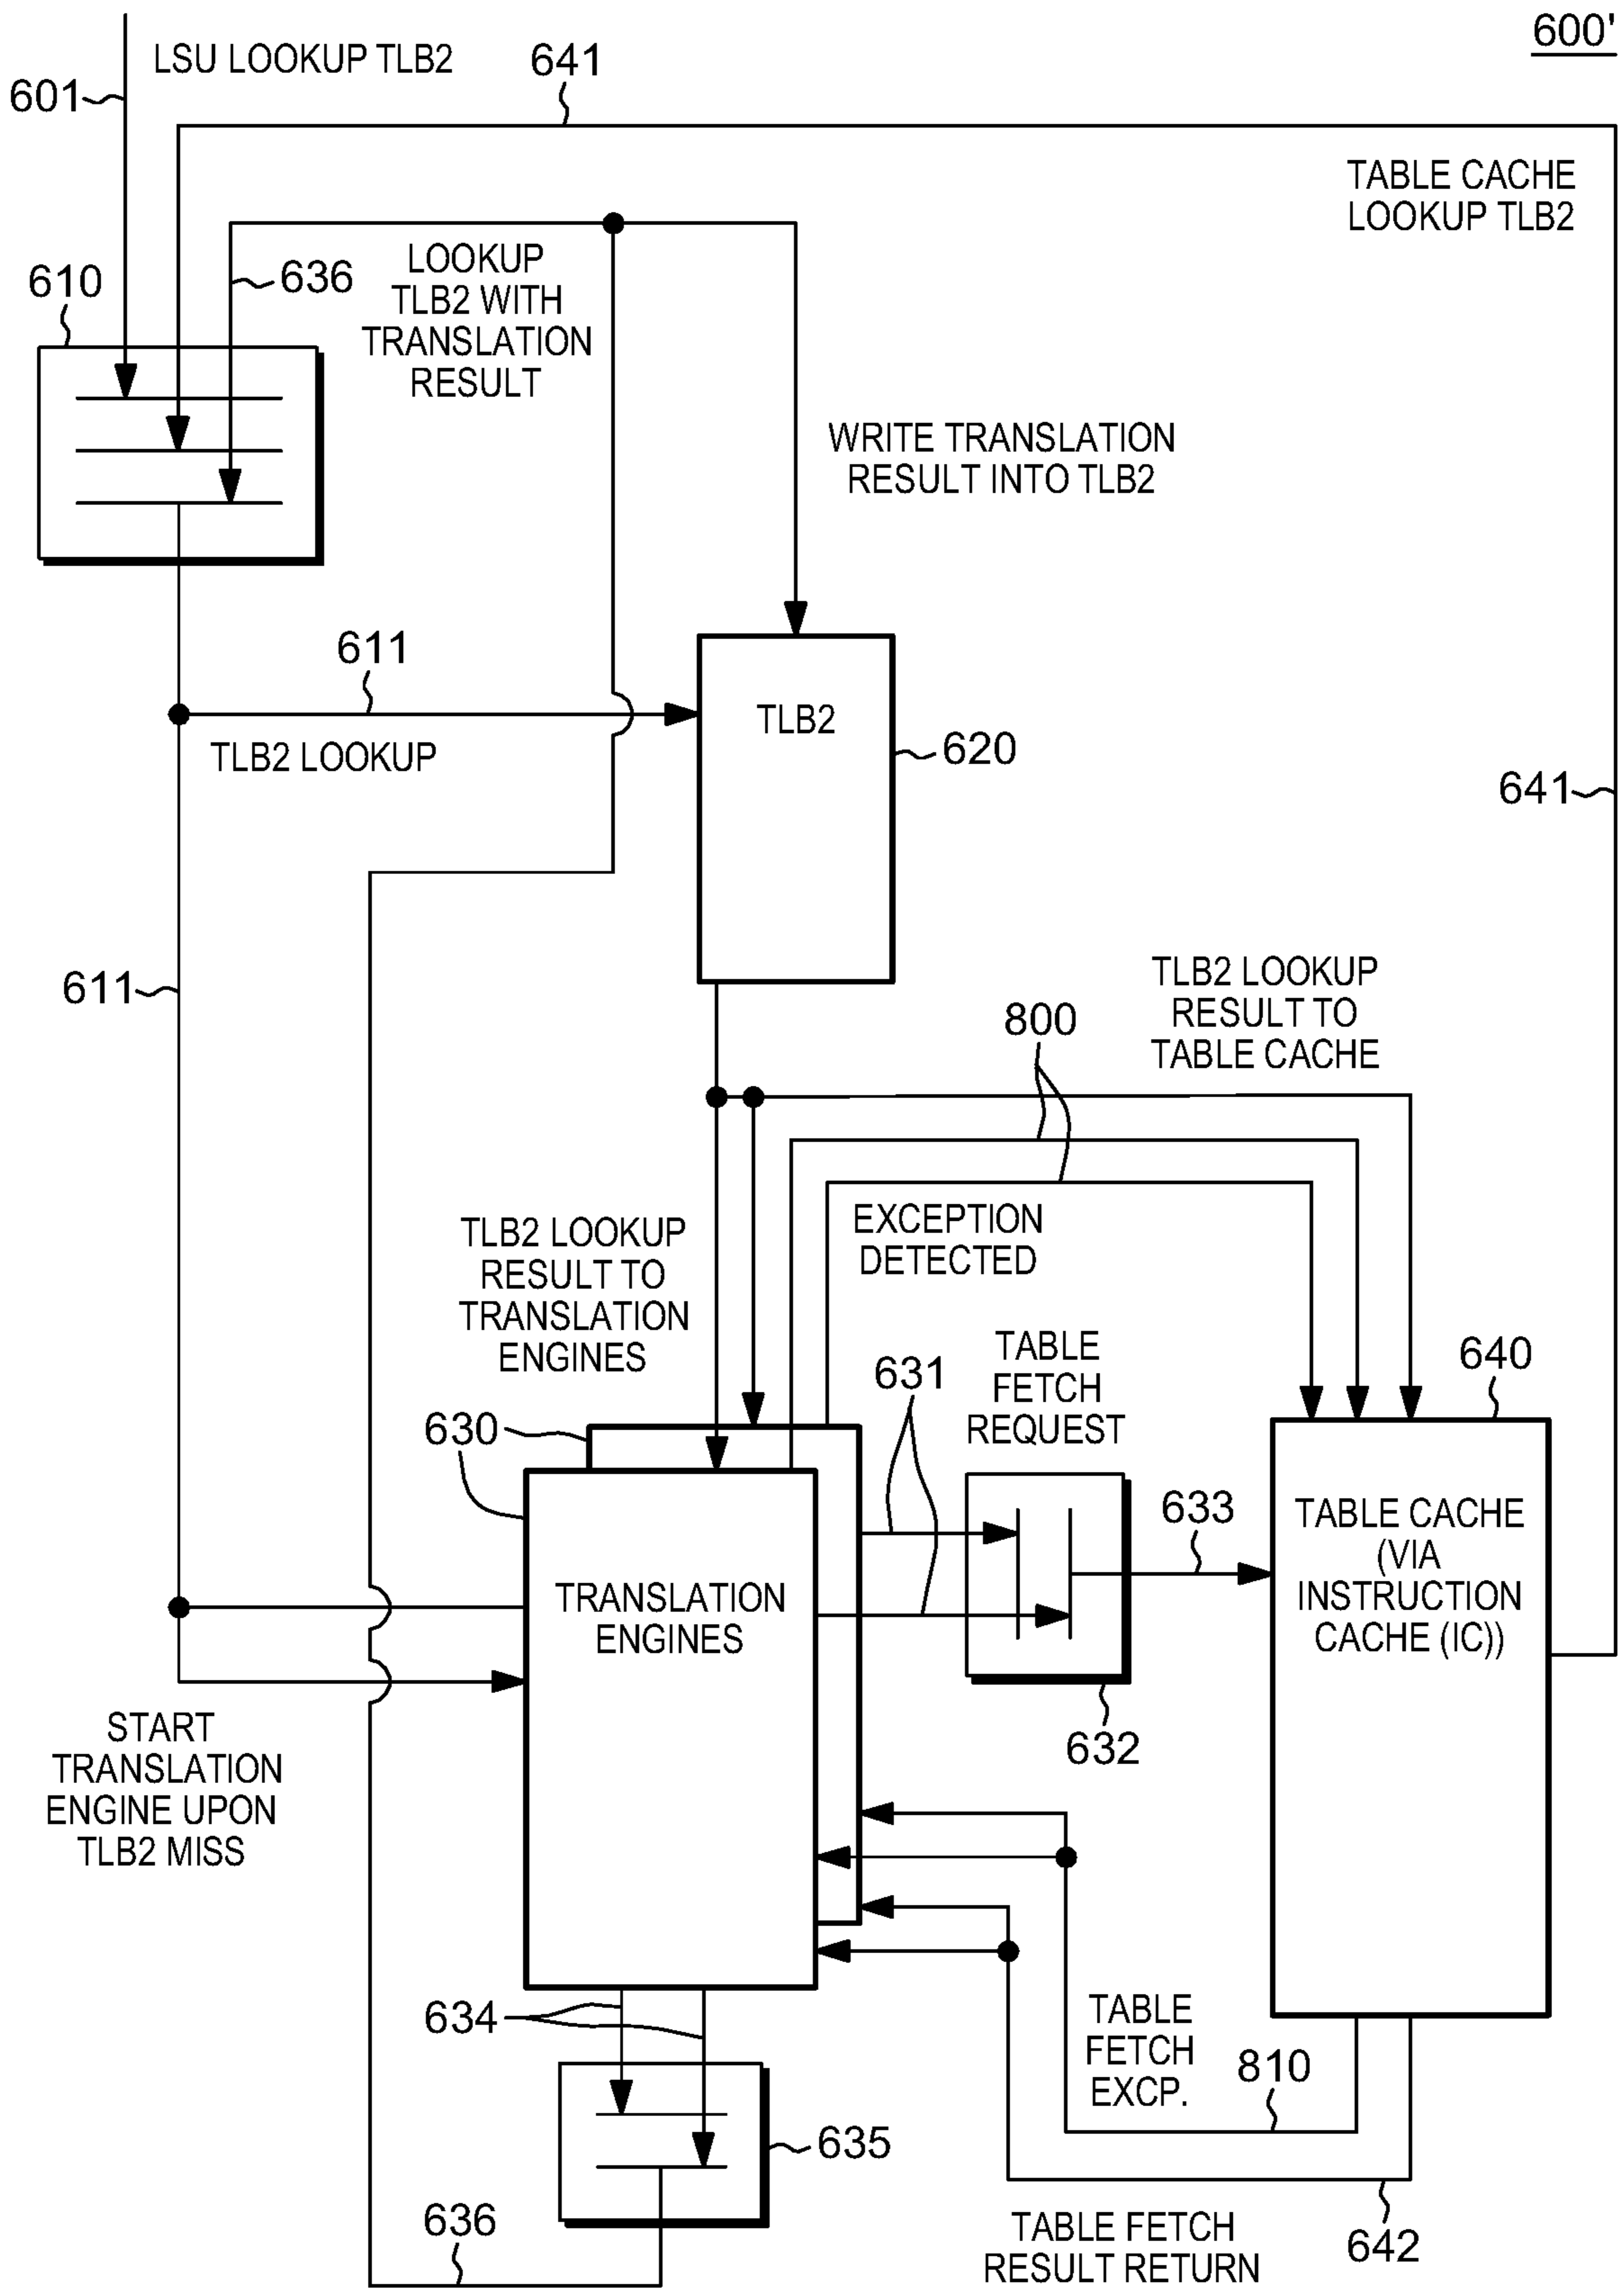 600'
LSU LOOKUP TLB2
641
601
TABLE CACHE
LOOKUP TLB2
610
636
LOOKUP
TLB2 WITH
TRANSLATION
RESULT
WRITE TRANSLATION
RESULT INTO TLB2
611
TLB2 LOOKUP
TLB2
620
641
611
TLB2 LOOKUP
RESULT TO
TABLE CACHE
800
EXCEPTION
DETECTED
TLB2 LOOKUP
RESULT TO
TRANSLATION
ENGINES
630
631
TABLE
FETCH
REQUEST
640
633
TRANSLATION
ENGINES
TABLE CACHE
(VIA
INSTRUCTION
CACHE (IC))
632
START
TRANSLATION
ENGINE UPON
TLB2 MISS
634
TABLE
FETCH
EXCP.
810
635
636
TABLE FETCH
RESULT RETURN
642